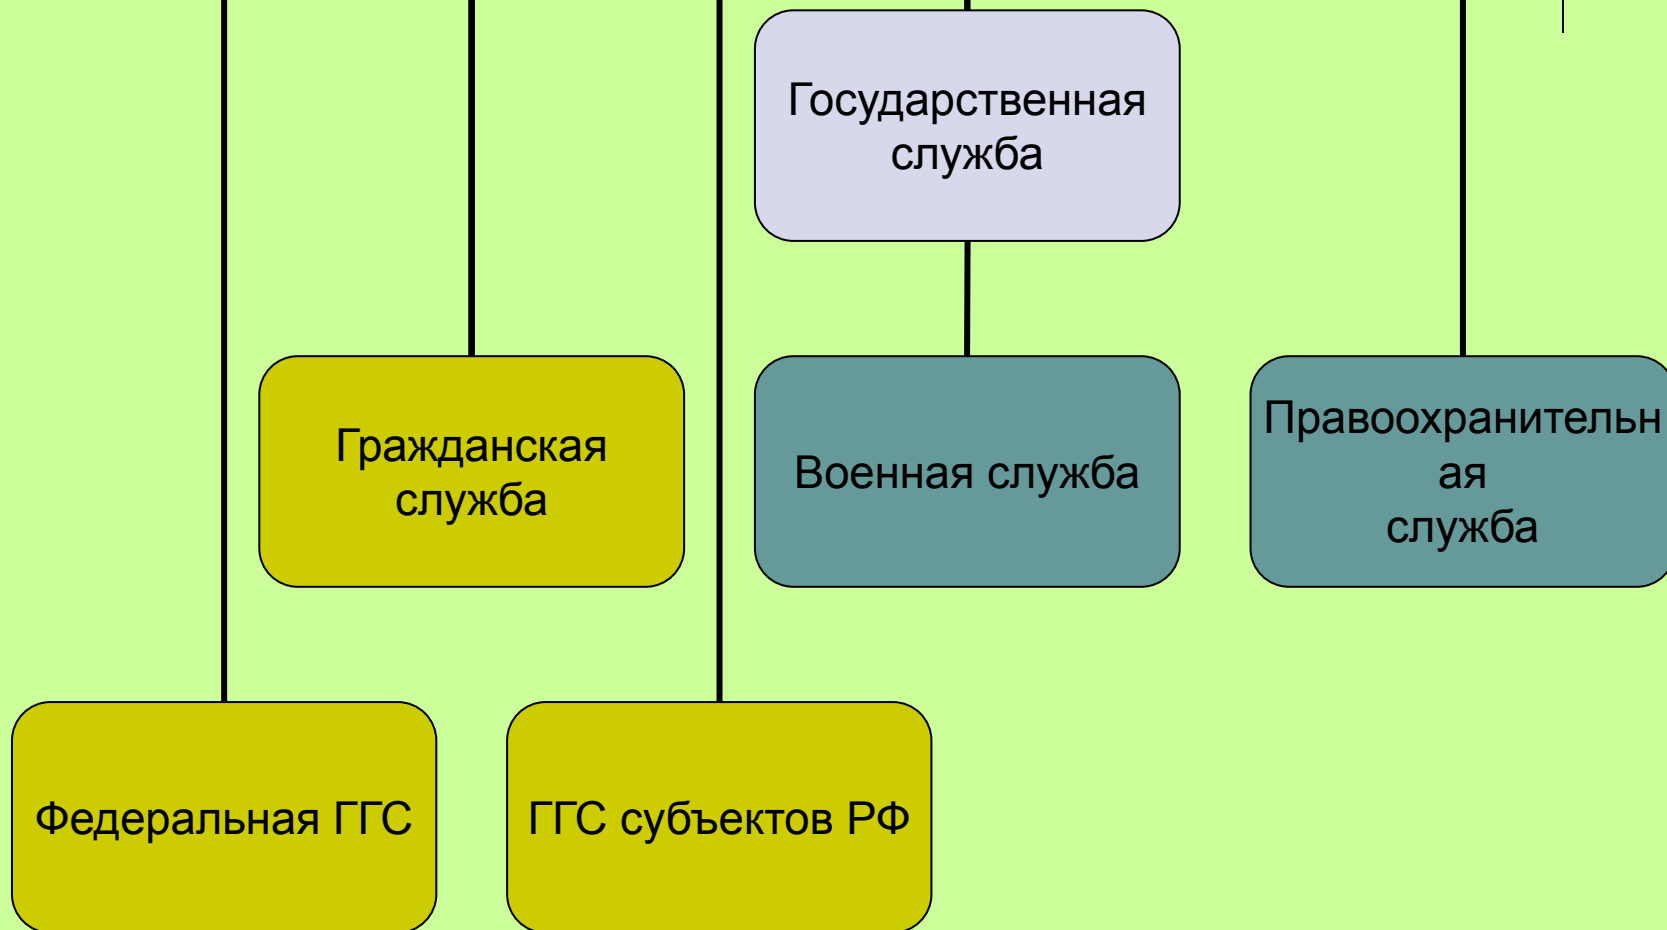 Государственная
служба
Гражданская
служба
Военная служба
Правоохранительн
ая
служба
Федеральная ГГС
ГГС субъектов РФ